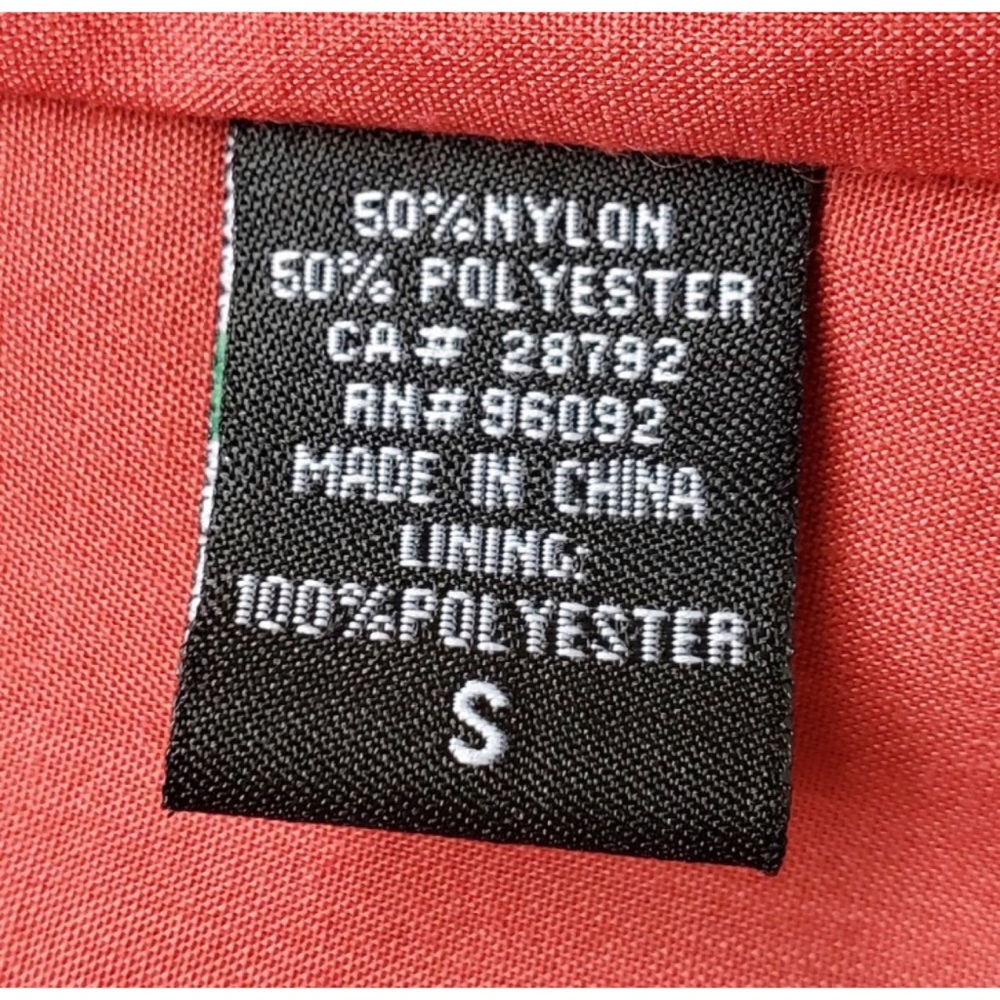 50%NYLON
50% POLYESTER
CA# 28792
RN#96092
MADE IN CHINA
LINING:
100%POLYESTER
S